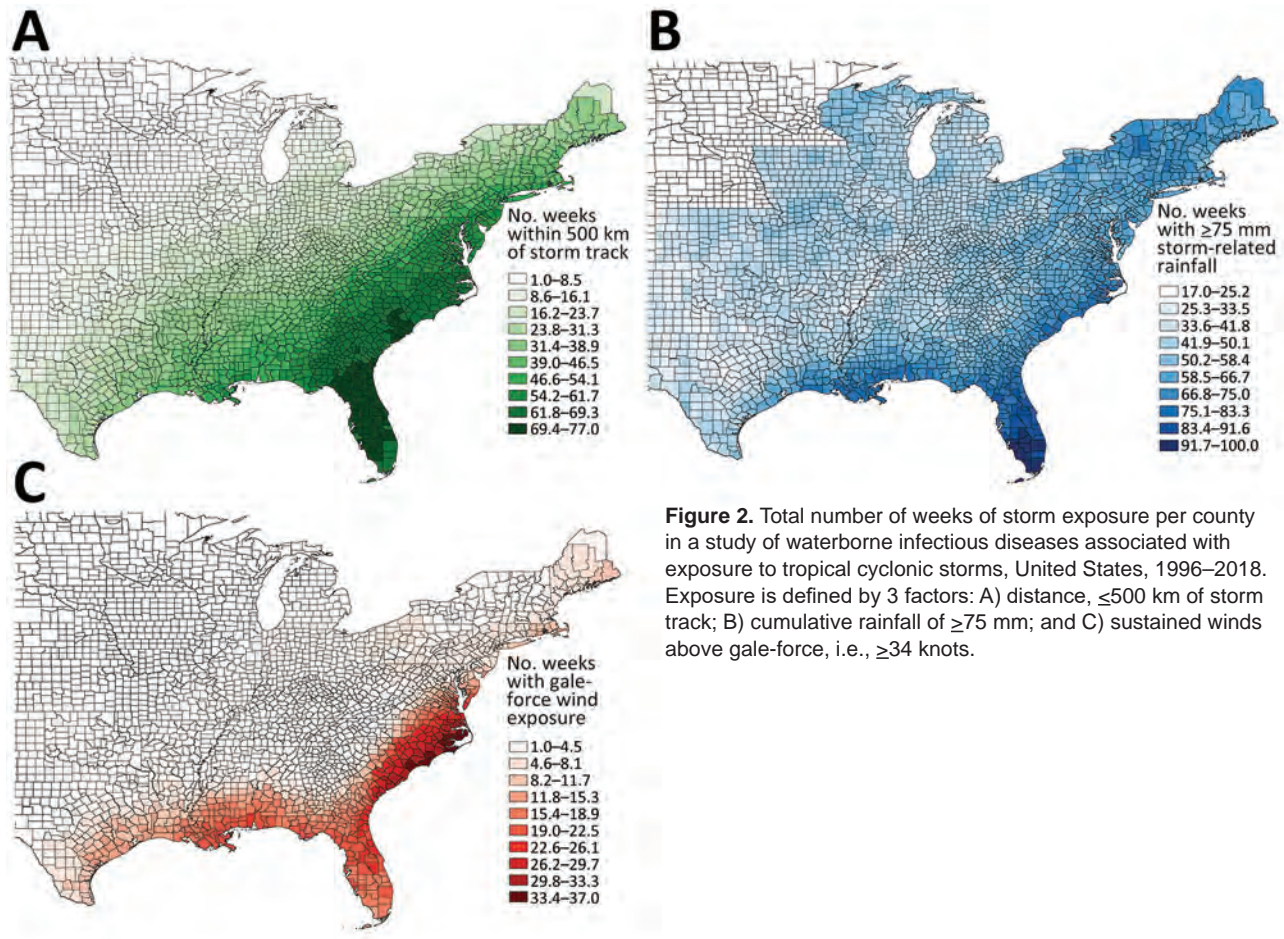 A
No. weeks
within 500 km
of storm track
1.0–8.5
8.6–16.1
16.2–23.7
23.8–31.3
31.4–38.9
39.0–46.5
46.6–54.1
54.2–61.7
61.8–69.3
69.4–77.0
B
No. weeks
with ≥75 mm
storm-related
rainfall
17.0–25.2
25.3–33.5
33.6–41.8
41.9–50.1
50.2–58.4
58.5–66.7
66.8–75.0
75.1–83.3
83.4–91.6
91.7–100.0
C
No. weeks
with gale-
force wind
exposure
1.0–4.5
4.6–8.1
8.2–11.7
11.8–15.3
15.4–18.9
19.0–22.5
22.6–26.1
26.2–29.7
29.8–33.3
33.4–37.0
Figure 2. Total number of weeks of storm exposure per county
in a study of waterborne infectious diseases associated with
exposure to tropical cyclonic storms, United States, 1996–2018.
Exposure is defined by 3 factors: A) distance, ≤500 km of storm
track; B) cumulative rainfall of ≥75 mm; and C) sustained winds
above gale-force, i.e., ≥34 knots.